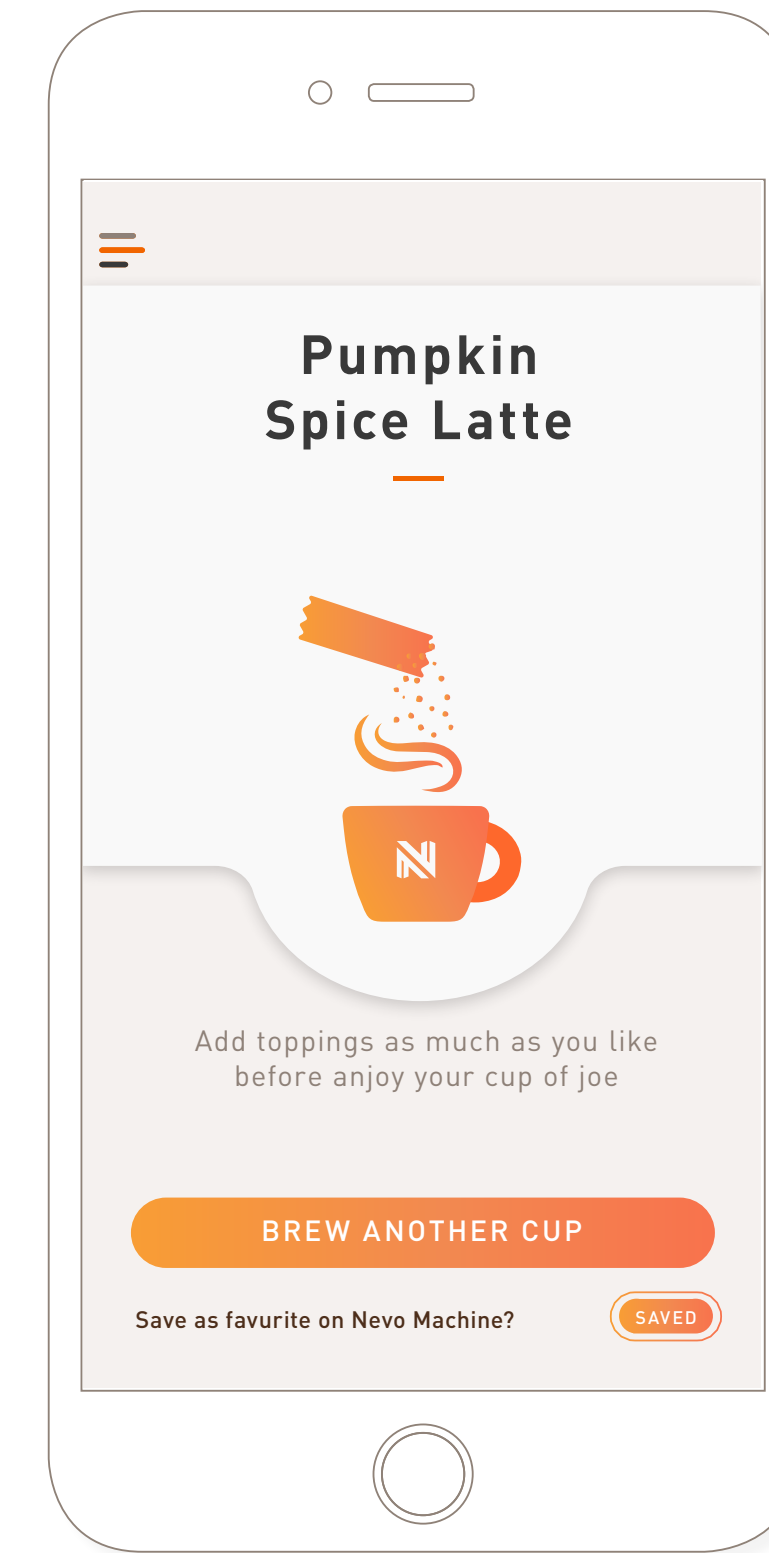 Pumpkin
Spice Latte
N
Add toppings as much as you like
before anjoy your cup of joe
BREW ANOTHER CUP
Save as favurite on Nevo Machine?
SAVED